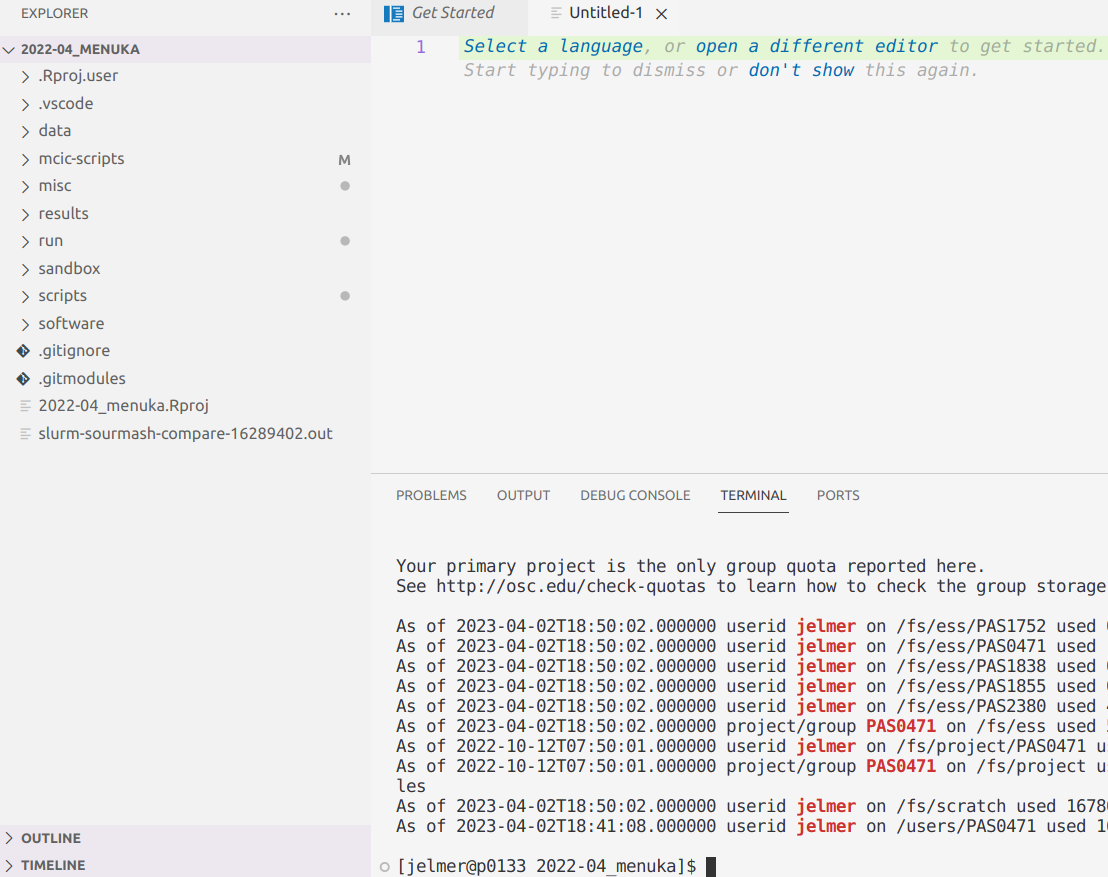 EXPLORER
2022-04_MENUKA
.Rproj.user
.vscode
data
mcic-scripts M
misc
results
run
sandbox
scripts
software
.gitignore
.gitmodules
2022-04_menuka.Rproj
slurm-sourmash-compare-16289402.out
OUTLINE
TIMELINE
Get Started Untitled-1
1 Select a language, or open a different editor to get started.
Start typing to dismiss or don't show this again.
PROBLEMS OUTPUT DEBUG CONSOLE TERMINAL PORTS
Your primary project is the only group quota reported here.
See http://osc.edu/check-quotas to learn how to check the group storage
As of 2023-04-02T18:50:02.000000 userid jelmer on /fs/ess/PAS1752 used
As of 2023-04-02T18:50:02.000000 userid jelmer on /fs/ess/PAS0471 used
As of 2023-04-02T18:50:02.000000 userid jelmer on /fs/ess/PAS1838 used
As of 2023-04-02T18:50:02.000000 userid jelmer on /fs/ess/PAS1855 used
As of 2023-04-02T18:50:02.000000 userid jelmer on /fs/ess/PAS2380 used
As of 2023-04-02T18:50:02.000000 project/group PAS0471 on /fs/ess used
As of 2022-10-12T07:50:01.000000 userid jelmer on /fs/project/PAS0471
As of 2022-10-12T07:50:01.000000 project/group PAS0471 on /fs/project
les
As of 2023-04-02T18:50:02.000000 userid jelmer on /fs/scratch used
As of 2023-04-02T18:41:08.000000 userid jelmer on /users/PAS0471 used
[jelmer@p0133 2022-04_menuka]$